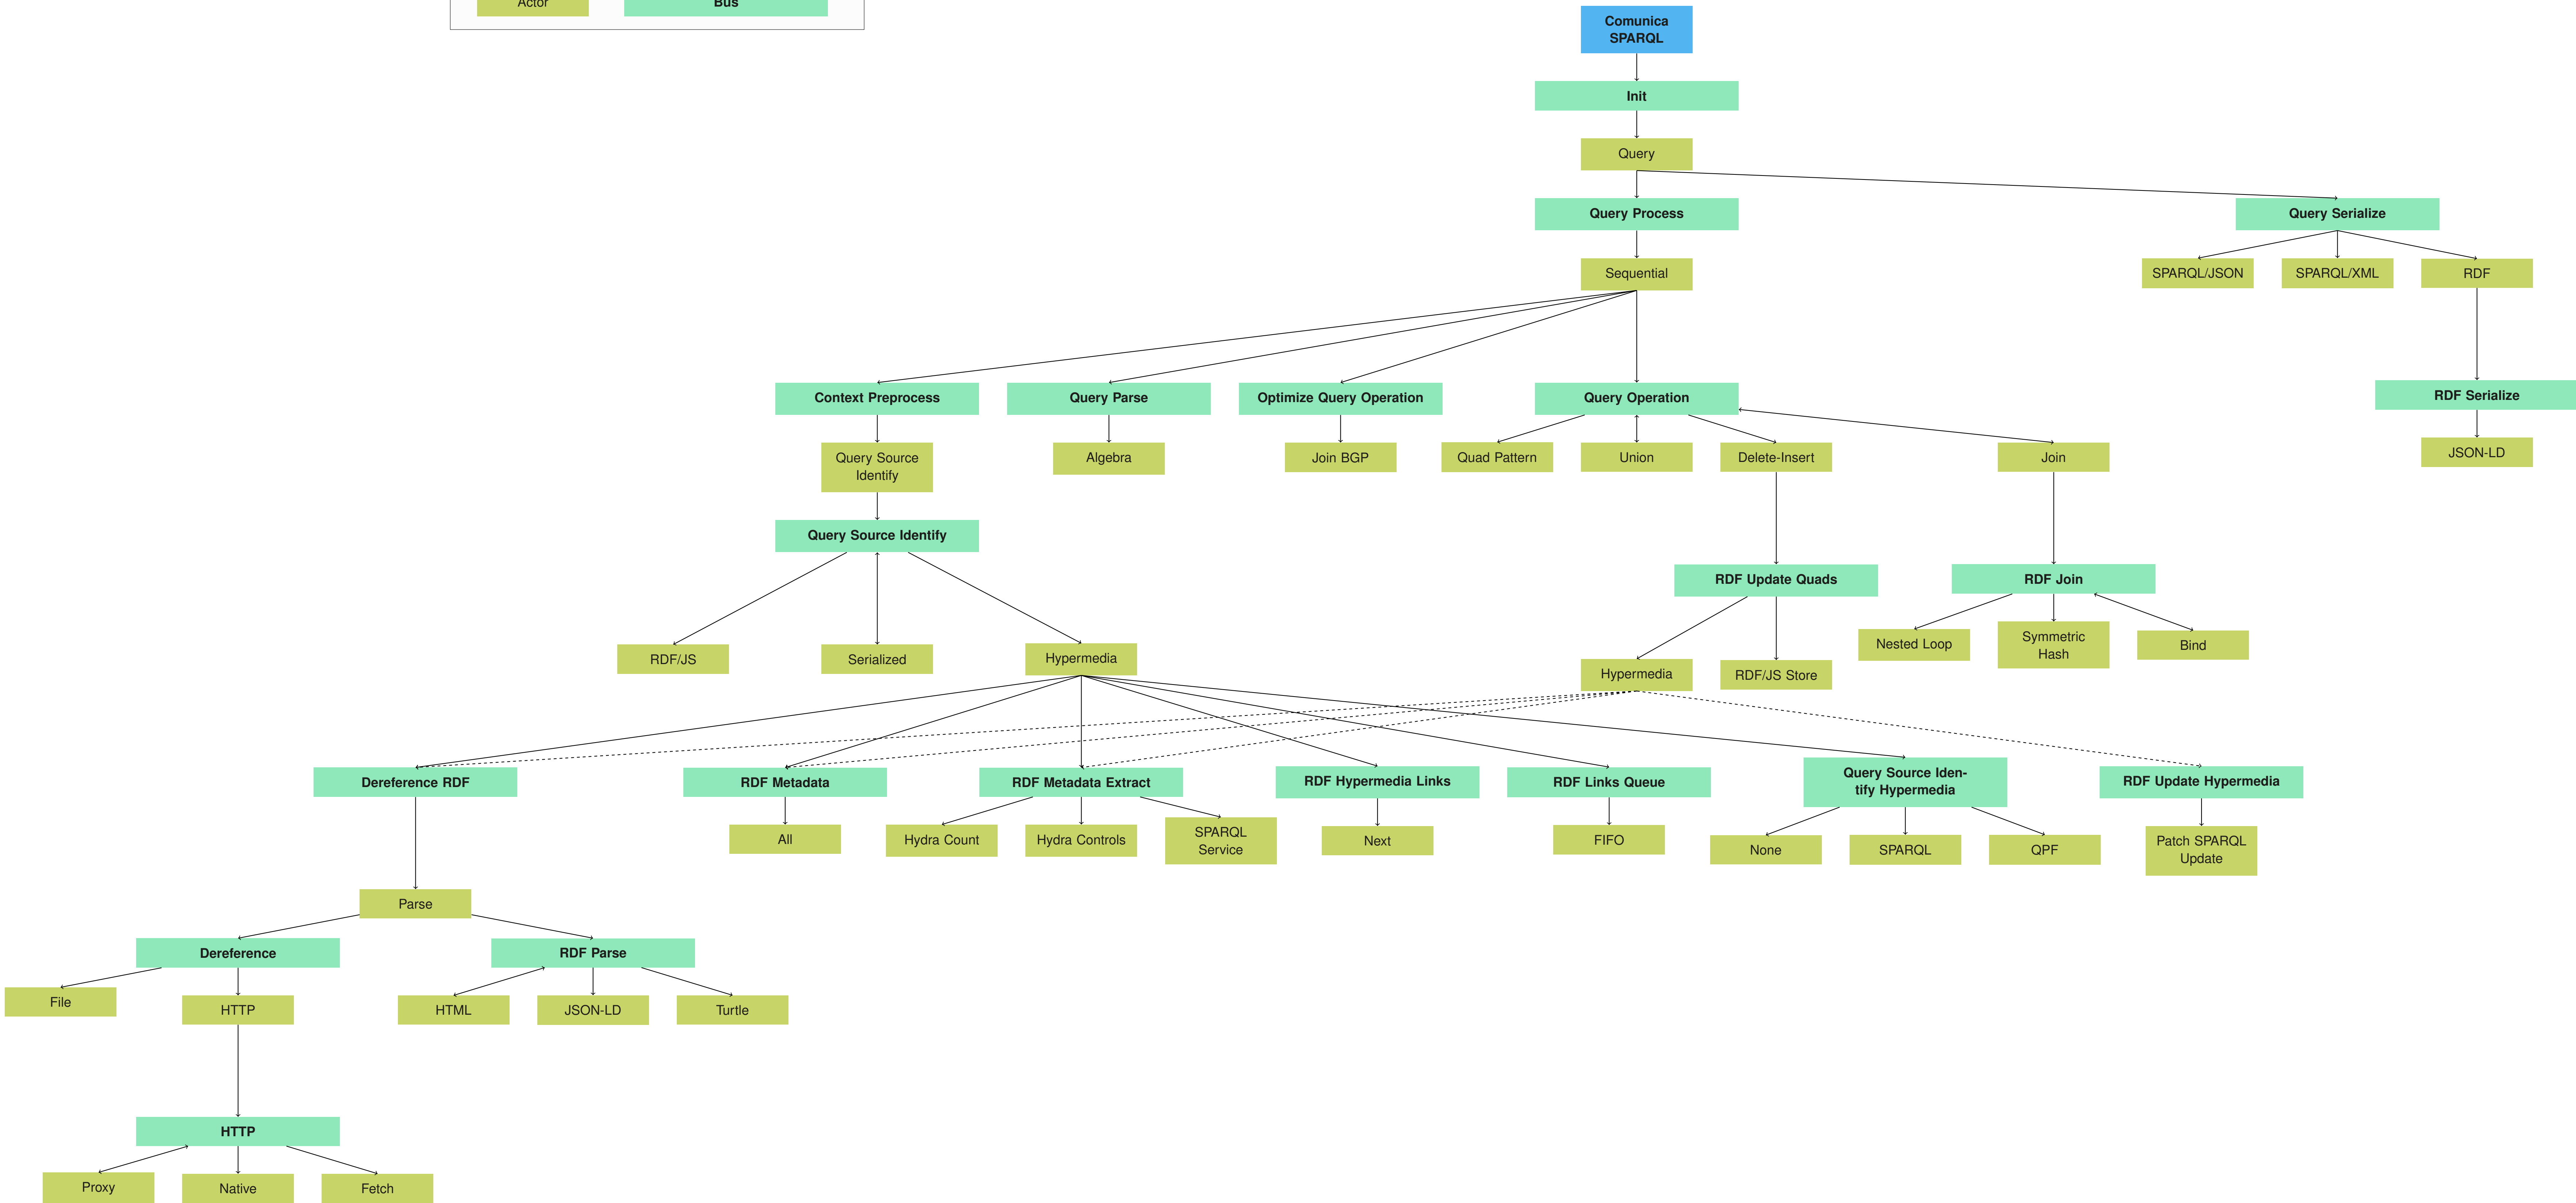 Actor
Bus
Comunica
SPARQL
Init
Query
Query Process
Query Serialize
Sequential
SPARQL/JSON
SPARQL/XML
RDF
Context Preprocess
Query Parse
Optimize Query Operation
Query Operation
RDF Serialize
Query Source
Identify
Algebra
Join BGP
Quad Pattern
Union
Delete-Insert
Join
JSON-LD
Query Source Identify
RDF Update Quads
RDF Join
RDF/JS
Serialized
Hypermedia
Hypermedia
RDF/JS Store
Nested Loop
Symmetric
Hash
Bind
Dereference RDF
RDF Metadata
RDF Metadata Extract
RDF Hypermedia Links
RDF Links Queue
Query Source Iden-
tify Hypermedia
RDF Update Hypermedia
All
Hydra Count
Hydra Controls
SPARQL
Service
Next
FIFO
None
SPARQL
QPF
Patch SPARQL
Update
Parse
Dereference
RDF Parse
File
HTTP
HTML
JSON-LD
Turtle
HTTP
Proxy
Native
Fetch